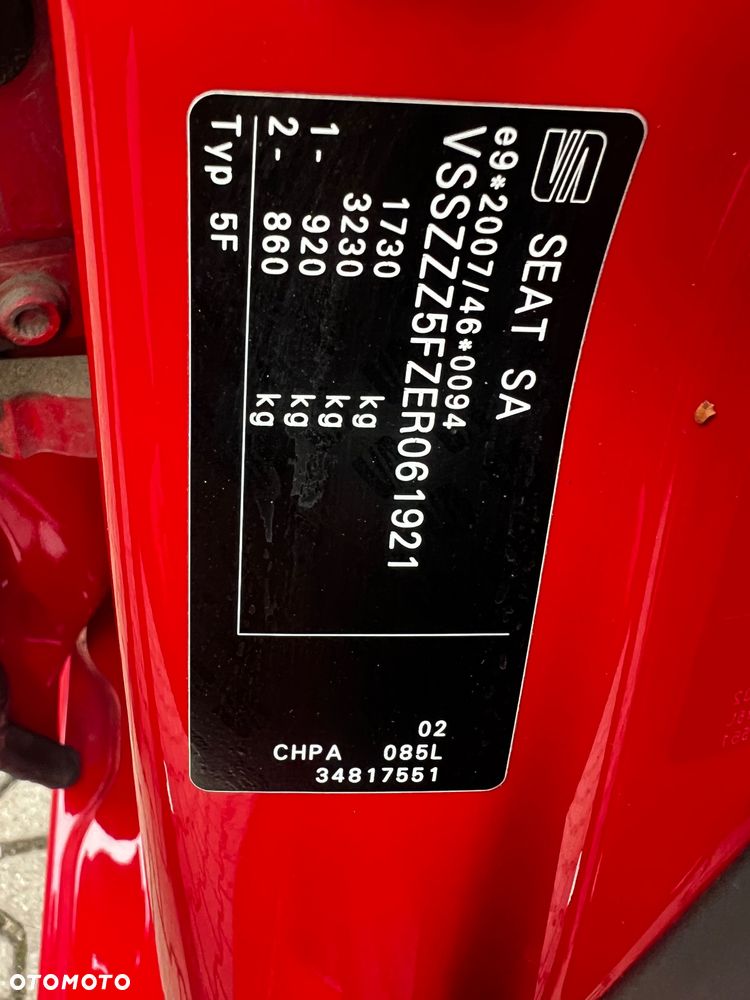 SEAT SA
e9*2007/46*0094
VSSZZZ5FZER061921
1730 kg
3230 kg
1- 920 kg
2- 860 kg
Typ 5F
02
CHPA 085L
34817551
OTOMOTO